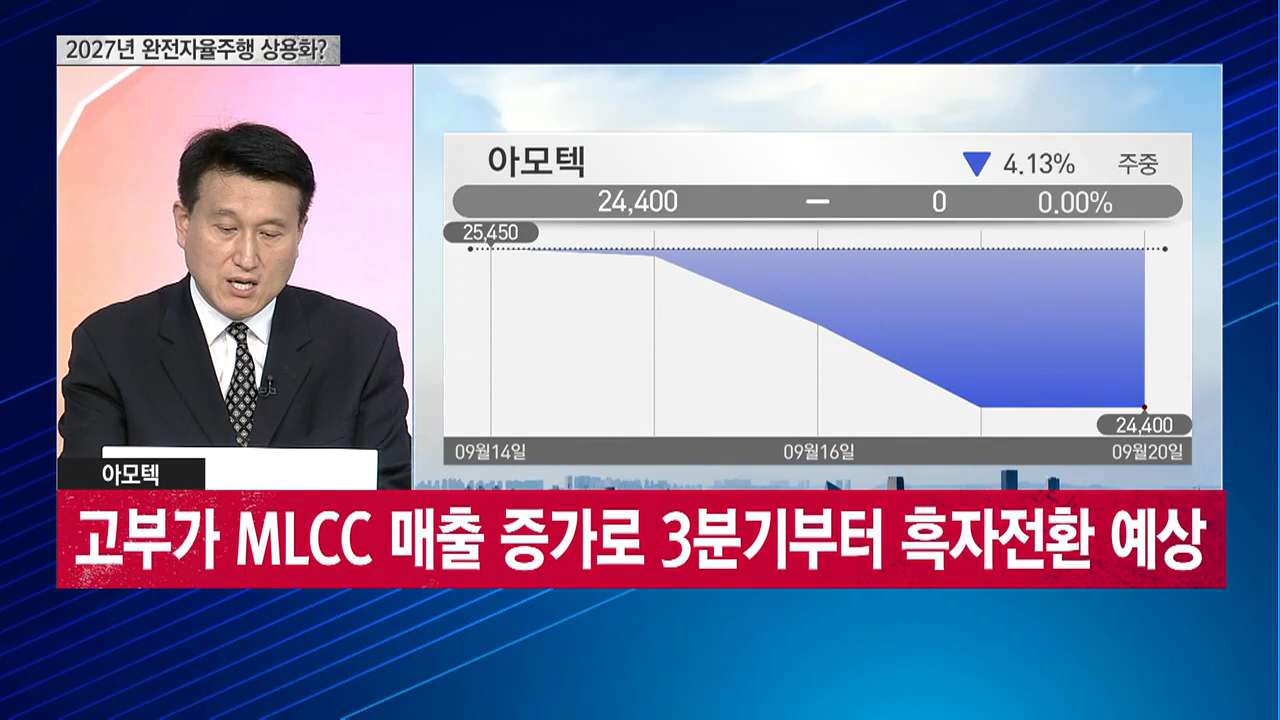 2027년 완전자율주행 상용화?
아모텍 ▼ 4.13% 주중
24,400 － 0 0.00%
25,450
24,400
09월14일 09월16일 09월20일
아모텍
고부가 MLCC 매출 증가로 3분기부터 흑자전환 예상